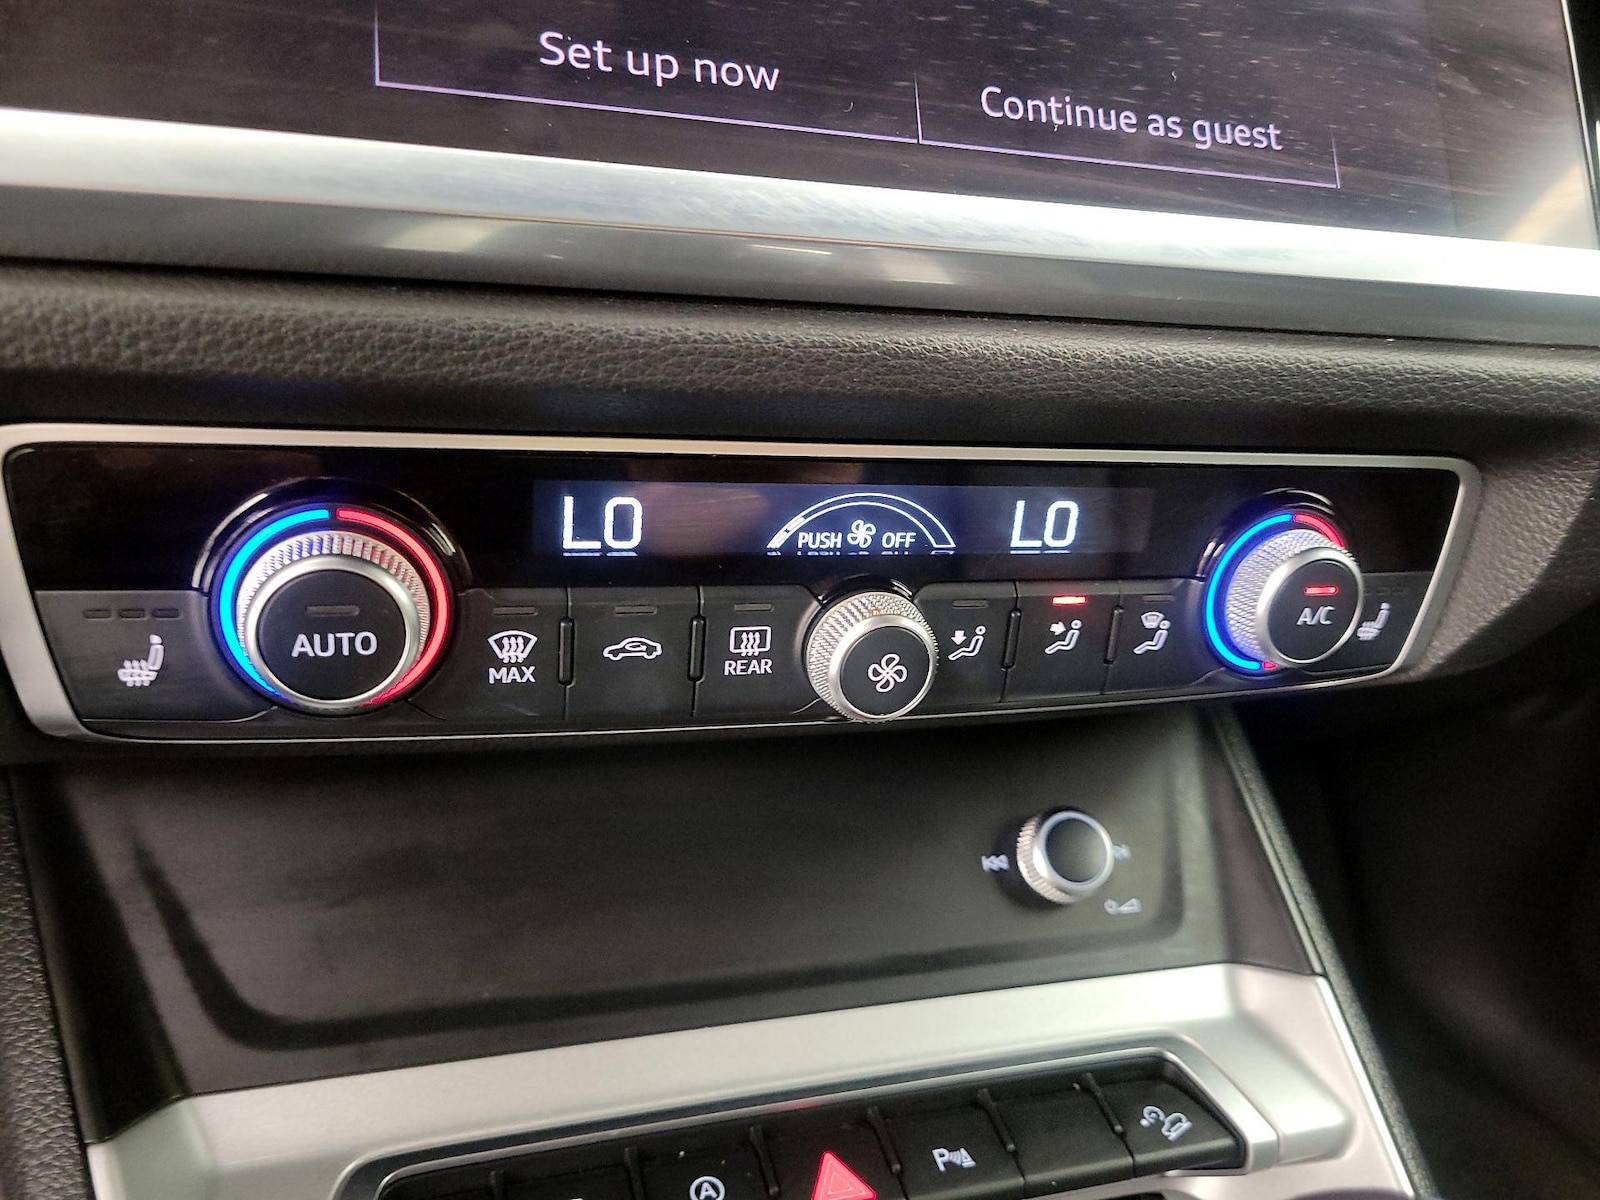 Set up now
Continue as guest
LO
PUSH OFF
LO
AUTO
MAX
REAR
A/C
A
P